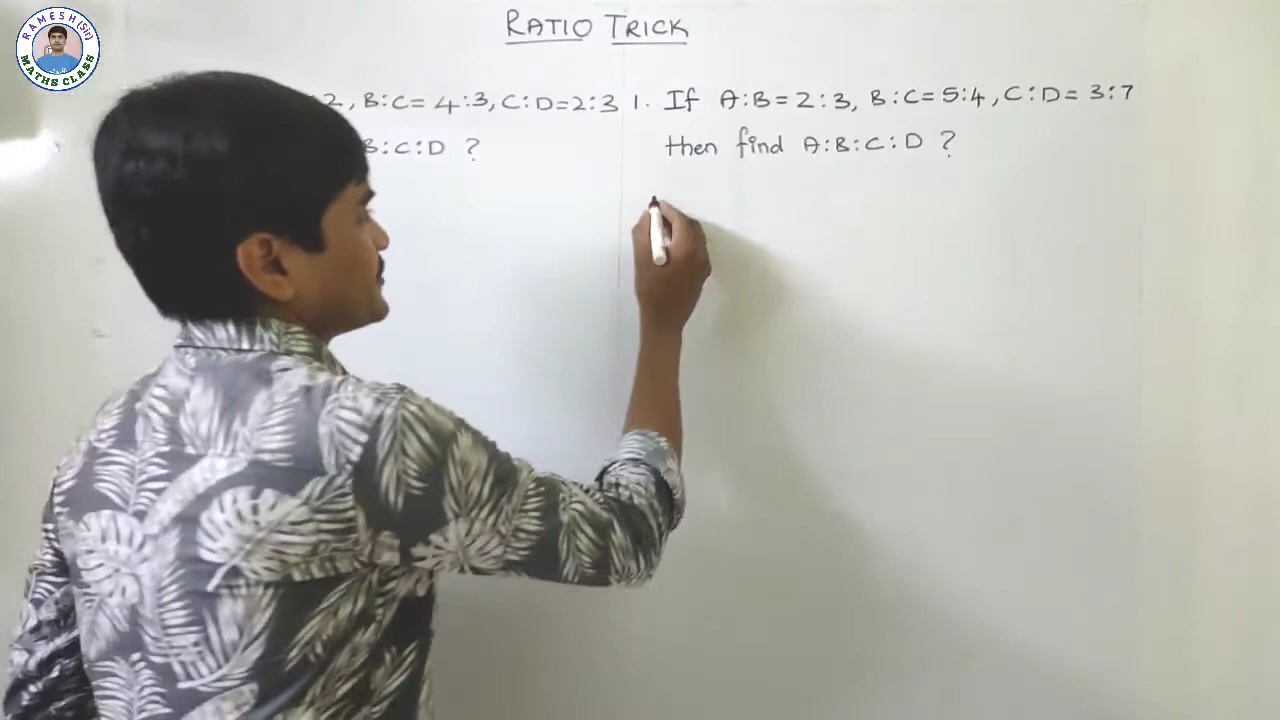 RAMESH (Sir)
MATHS CLASS
RATIO TRICK
:2, B:C= 4:3, C:D=2:3
B:C:D ?
1. If A:B=2:3, B:C=5:4, C:D= 3:7
then find A:B:C:D ?